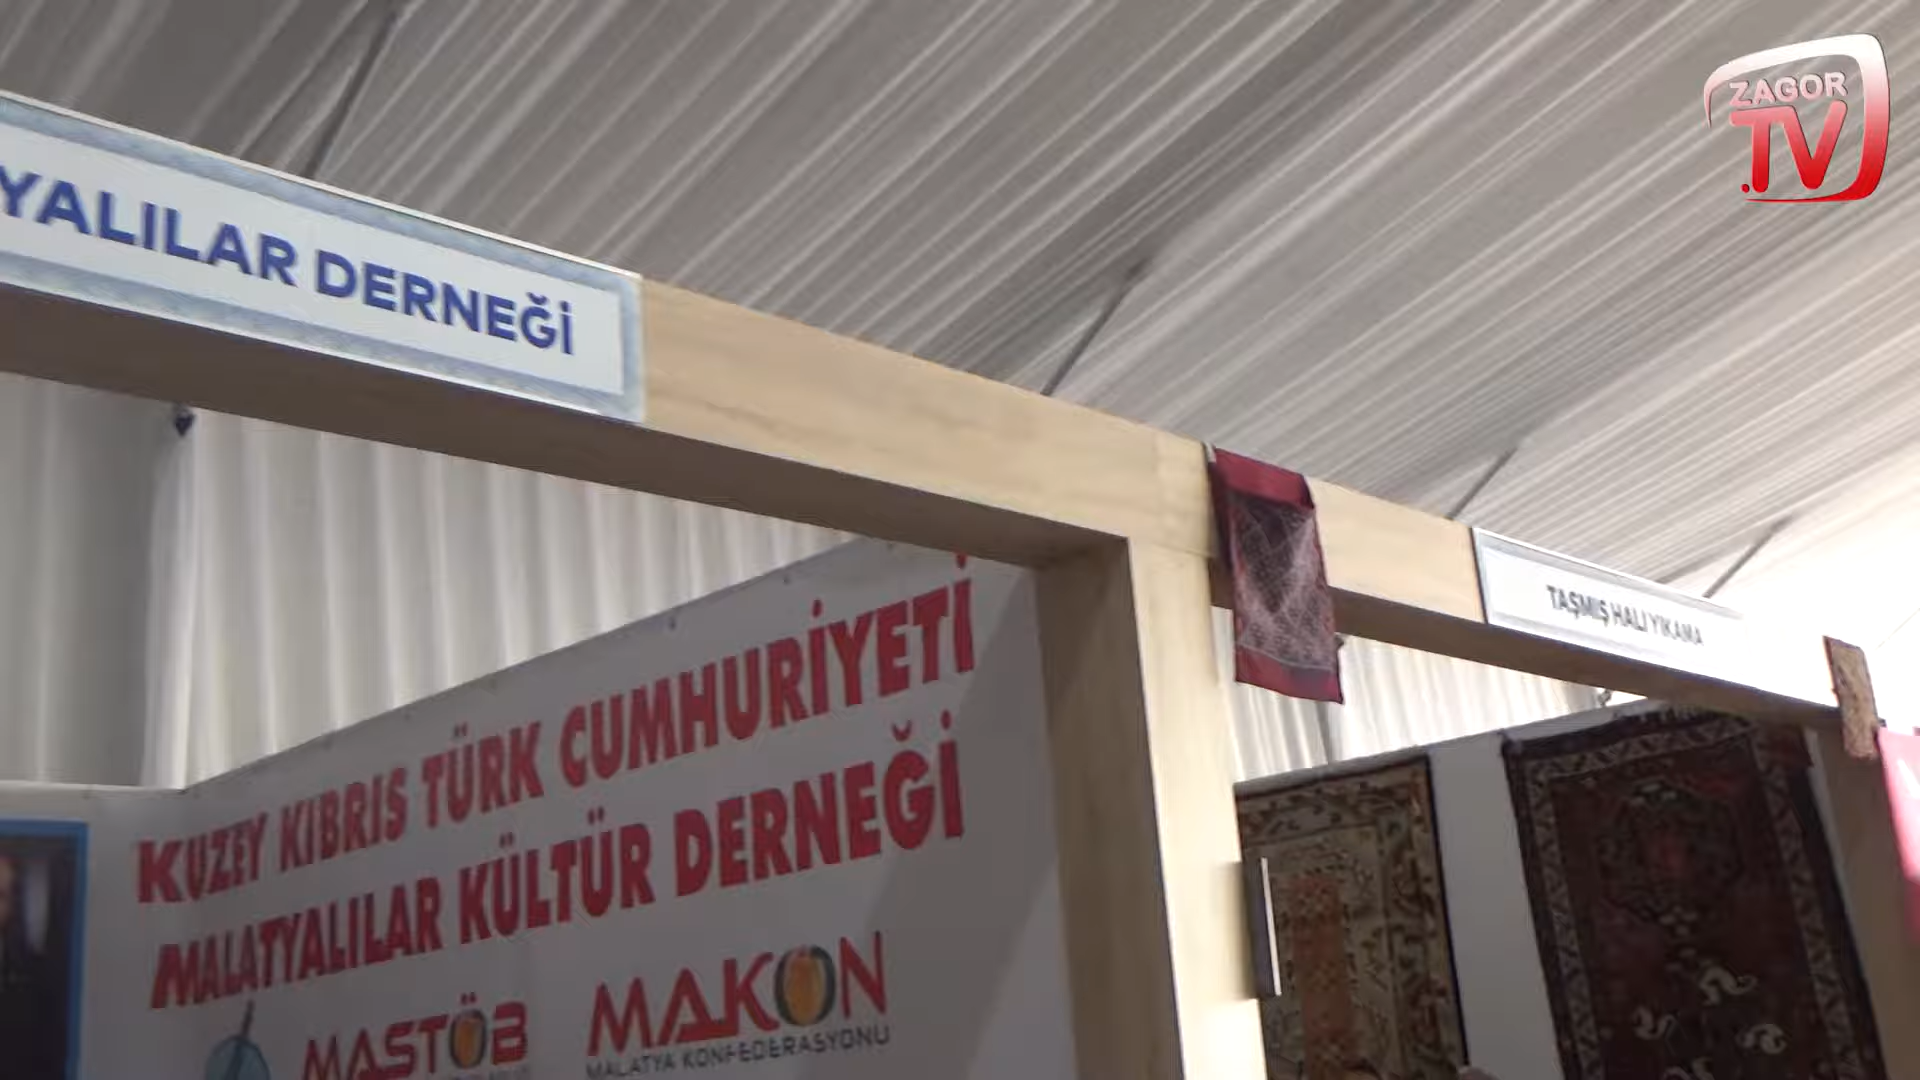 ZAGOR
.TV
YALILAR DERNEĞİ
TAŞMIŞ HALI YIKAMA
KUZEY KIBRIS TÜRK CUMHURİYETİ
MALATYALILAR KÜLTÜR DERNEĞİ
MASTÖB
MAKON
MALATYA KONFEDERASYONU